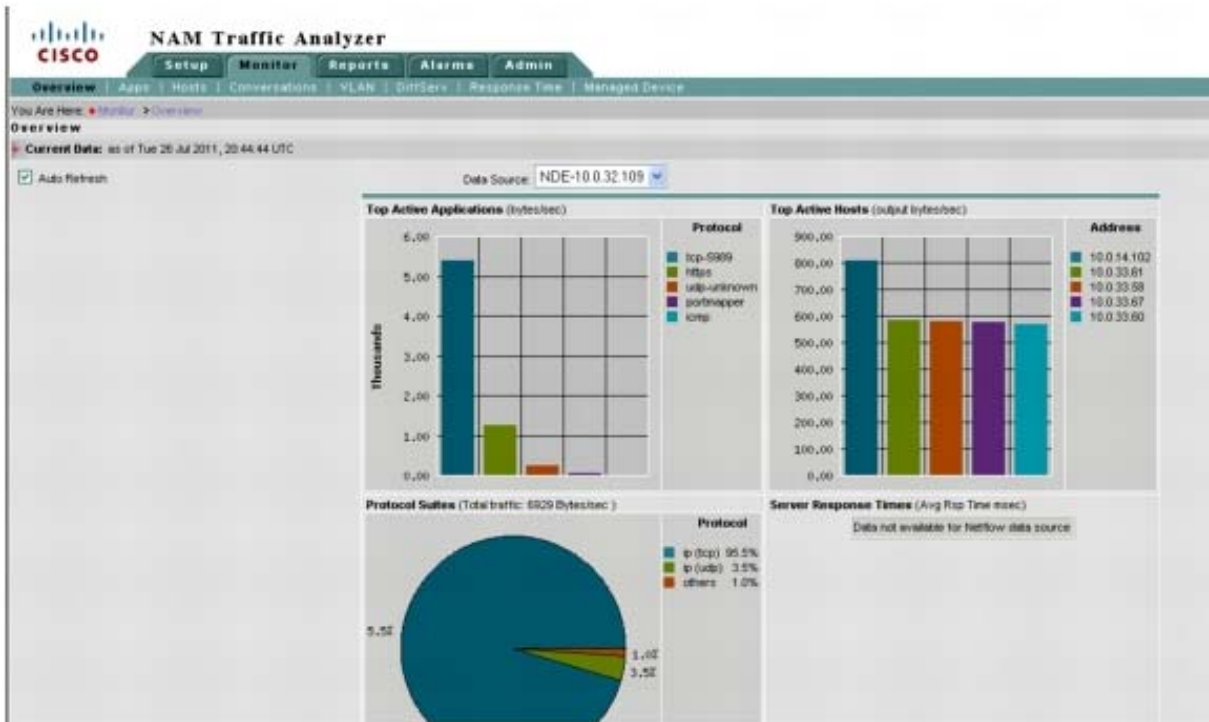 CISCO
NAM Traffic Analyzer
Setup Monitor Reports Alarms Admin
Overview | Apps | Hosts | Conversations | VLAN | DiffServ | Response Time | Managed Device
You Are Here: Monitor > Overview
Overview
Current Data: as of Tue 26 Jul 2011, 20:44:44 UTC
Auto Refresh
Data Source: NDE-10.0.32.109
Top Active Applications (bytes/sec)
Thousands
6.00
5.00
4.00
3.00
2.00
1.00
0.00
Protocol
tcp-5989
https
udp-unknown
portmapper
icmp
Top Active Hosts (output bytes/sec)
900.00
800.00
700.00
600.00
500.00
400.00
300.00
200.00
100.00
0.00
Address
10.0.14.102
10.0.33.61
10.0.33.58
10.0.33.67
10.0.33.60
Protocol Suites (Total traffic: 6929 Bytes/sec )
5.5%
1.0%
3.5%
Protocol
ip (tcp) 95.5%
ip (udp) 3.5%
others 1.0%
Server Response Times (Avg Rsp Time msec)
Data not available for Netflow data source